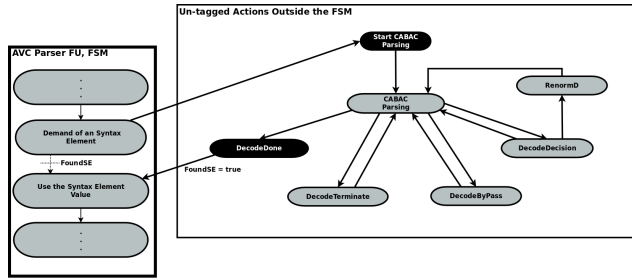 Un-tagged Actions Outside the FSM
AVC Parser FU, FSM
Start CABAC
Parsing
RenormD
CABAC
Parsing
Demand of an Syntax
Element
DecodeDone
DecodeDecision
FoundSE
FoundSE = true
Use the Syntax Element
Value
DecodeTerminate
DecodeByPass